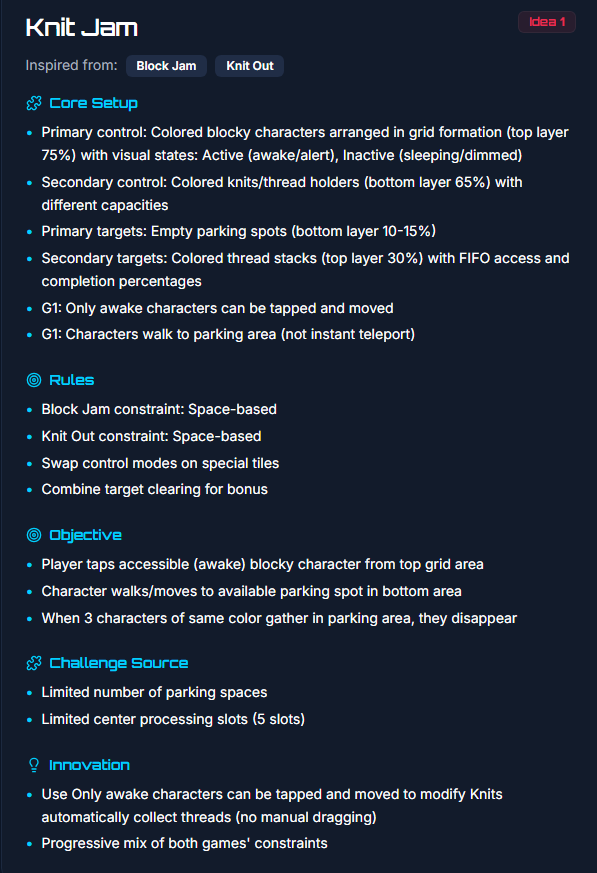 Knit Jam
Idea 1
Inspired from: Block Jam Knit Out
Core Setup
• Primary control: Colored blocky characters arranged in grid formation (top layer
75%) with visual states: Active (awake/alert), Inactive (sleeping/dimmed)
• Secondary control: Colored knits/thread holders (bottom layer 65%) with
different capacities
• Primary targets: Empty parking spots (bottom layer 10-15%)
• Secondary targets: Colored thread stacks (top layer 30%) with FIFO access and
completion percentages
• G1: Only awake characters can be tapped and moved
• G1: Characters walk to parking area (not instant teleport)
Rules
• Block Jam constraint: Space-based
• Knit Out constraint: Space-based
• Swap control modes on special tiles
• Combine target clearing for bonus
Objective
• Player taps accessible (awake) blocky character from top grid area
• Character walks/moves to available parking spot in bottom area
• When 3 characters of same color gather in parking area, they disappear
Challenge Source
• Limited number of parking spaces
• Limited center processing slots (5 slots)
Innovation
• Use Only awake characters can be tapped and moved to modify Knits
automatically collect threads (no manual dragging)
• Progressive mix of both games' constraints